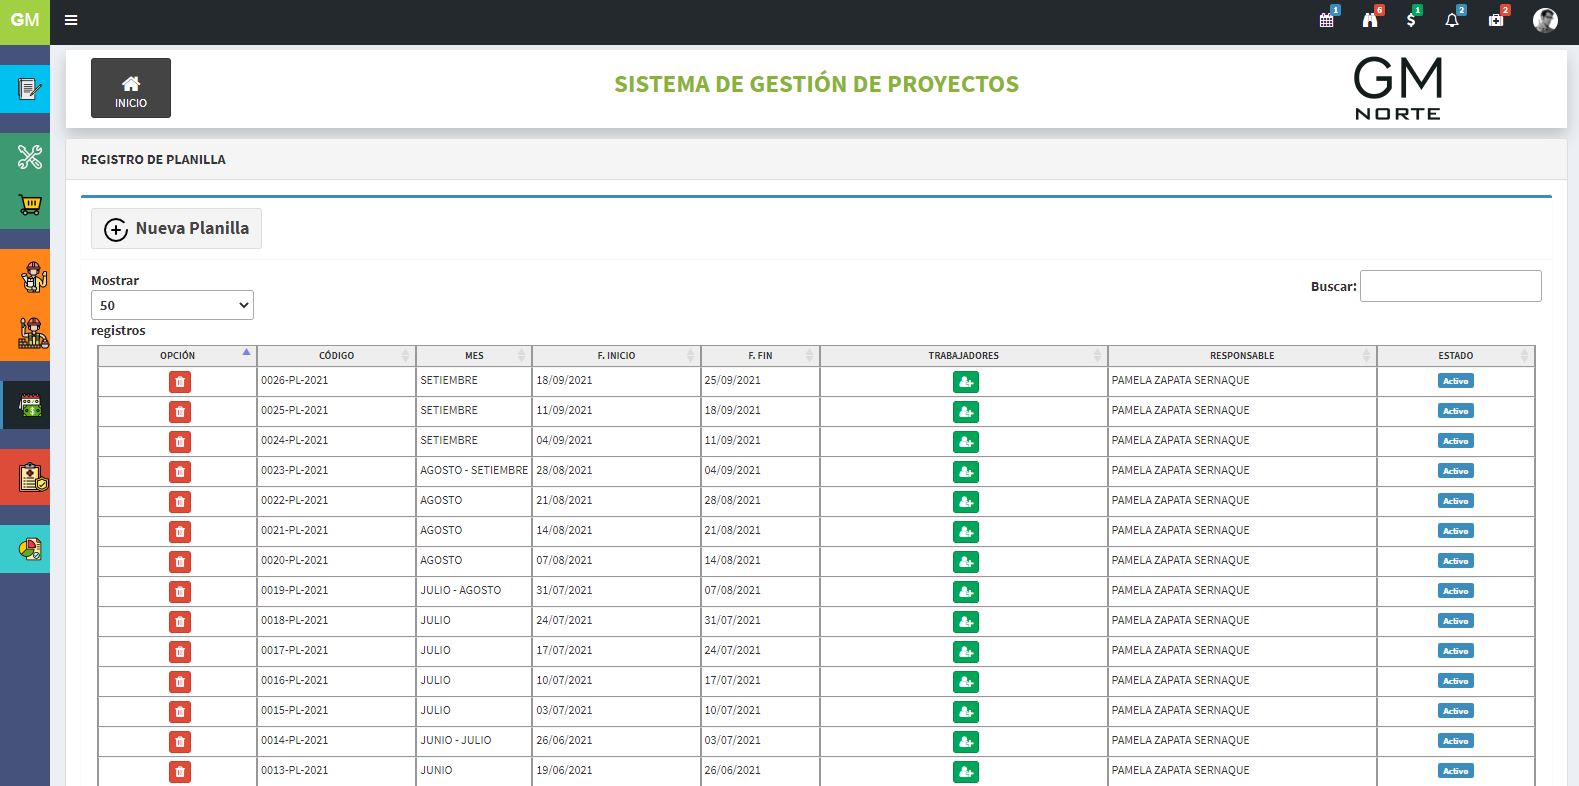 GM
1
6
1
2
2
INICIO
SISTEMA DE GESTIÓN DE PROYECTOS
GM
NORTE
REGISTRO DE PLANILLA
Nueva Planilla
Mostrar
50
registros
Buscar:
OPCIÓN CÓDIGO MES F. INICIO F. FIN TRABAJADORES RESPONSABLE ESTADO
0026-PL-2021 SETIEMBRE 18/09/2021 25/09/2021 PAMELA ZAPATA SERNAQUE Activo
0025-PL-2021 SETIEMBRE 11/09/2021 18/09/2021 PAMELA ZAPATA SERNAQUE Activo
0024-PL-2021 SETIEMBRE 04/09/2021 11/09/2021 PAMELA ZAPATA SERNAQUE Activo
0023-PL-2021 AGOSTO - SETIEMBRE 28/08/2021 04/09/2021 PAMELA ZAPATA SERNAQUE Activo
0022-PL-2021 AGOSTO 21/08/2021 28/08/2021 PAMELA ZAPATA SERNAQUE Activo
0021-PL-2021 AGOSTO 14/08/2021 21/08/2021 PAMELA ZAPATA SERNAQUE Activo
0020-PL-2021 AGOSTO 07/08/2021 14/08/2021 PAMELA ZAPATA SERNAQUE Activo
0019-PL-2021 JULIO - AGOSTO 31/07/2021 07/08/2021 PAMELA ZAPATA SERNAQUE Activo
0018-PL-2021 JULIO 24/07/2021 31/07/2021 PAMELA ZAPATA SERNAQUE Activo
0017-PL-2021 JULIO 17/07/2021 24/07/2021 PAMELA ZAPATA SERNAQUE Activo
0016-PL-2021 JULIO 10/07/2021 17/07/2021 PAMELA ZAPATA SERNAQUE Activo
0015-PL-2021 JULIO 03/07/2021 10/07/2021 PAMELA ZAPATA SERNAQUE Activo
0014-PL-2021 JUNIO - JULIO 26/06/2021 03/07/2021 PAMELA ZAPATA SERNAQUE Activo
0013-PL-2021 JUNIO 19/06/2021 26/06/2021 PAMELA ZAPATA SERNAQUE Activo